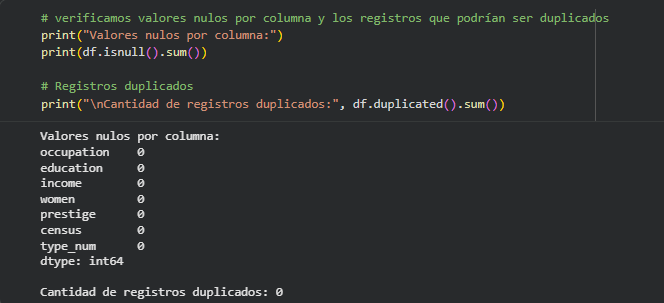 # verificamos valores nulos por columna y los registros que podrían ser duplicados
print("Valores nulos por columna:")
print(df.isnull().sum())
# Registros duplicados
print("\nCantidad de registros duplicados:", df.duplicated().sum())
Valores nulos por columna:
occupation    0
education     0
income        0
women         0
prestige      0
census        0
type_num      0
dtype: int64
Cantidad de registros duplicados: 0